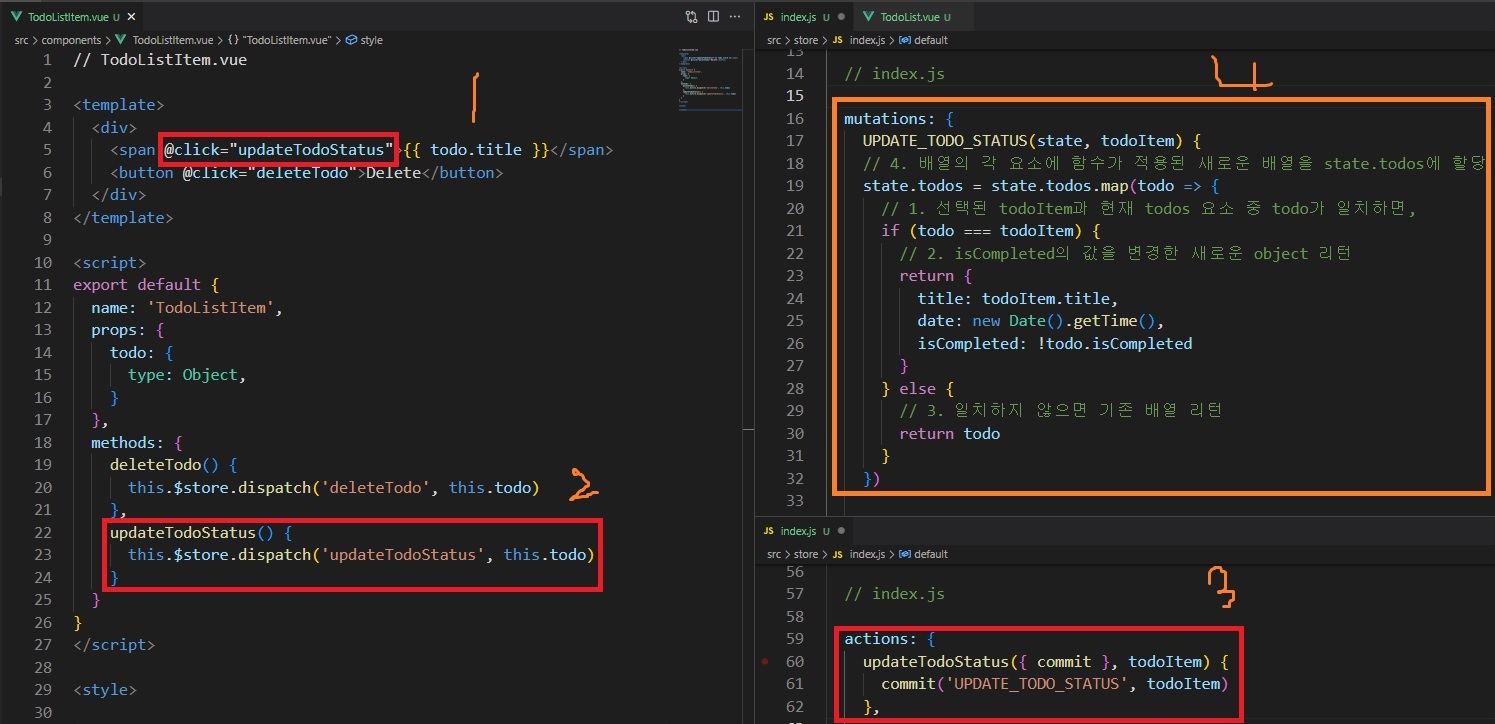 TodoListItem.vue U
src > components > TodoListItem.vue > {} "TodoListItem.vue" > style
1 // TodoListItem.vue
2
3 <template>
4 <div>
5 <span @click="updateTodoStatus">{{ todo.title }}</span>
6 <button @click="deleteTodo">Delete</button>
7 </div>
8 </template>
9
10 <script>
11 export default {
12 name: 'TodoListItem',
13 props: {
14 todo: {
15 type: Object,
16 }
17 },
18 methods: {
19 deleteTodo() {
20 this.$store.dispatch('deleteTodo', this.todo)
21 },
22 updateTodoStatus() {
23 this.$store.dispatch('updateTodoStatus', this.todo)
24 }
25 }
26 }
27 </script>
28
29 <style>
30
1
2
JS index.js U TodoList.vue U
src > store > JS index.js > default
13
14 // index.js
15
16 mutations: {
17 UPDATE_TODO_STATUS(state, todoItem) {
18 // 4. 배열의 각 요소에 함수가 적용된 새로운 배열을 state.todos에 할당
19 state.todos = state.todos.map(todo => {
20 // 1. 선택된 todoItem과 현재 todos 요소 중 todo가 일치하면,
21 if (todo === todoItem) {
22 // 2. isCompleted의 값을 변경한 새로운 object 리턴
23 return {
24 title: todoItem.title,
25 date: new Date().getTime(),
26 isCompleted: !todo.isCompleted
27 }
28 } else {
29 // 3. 일치하지 않으면 기존 배열 리턴
30 return todo
31 }
32 })
33
4
JS index.js U
src > store > JS index.js > default
56
57 // index.js
58
59 actions: {
60 updateTodoStatus({ commit }, todoItem) {
61 commit('UPDATE_TODO_STATUS', todoItem)
62 },
3